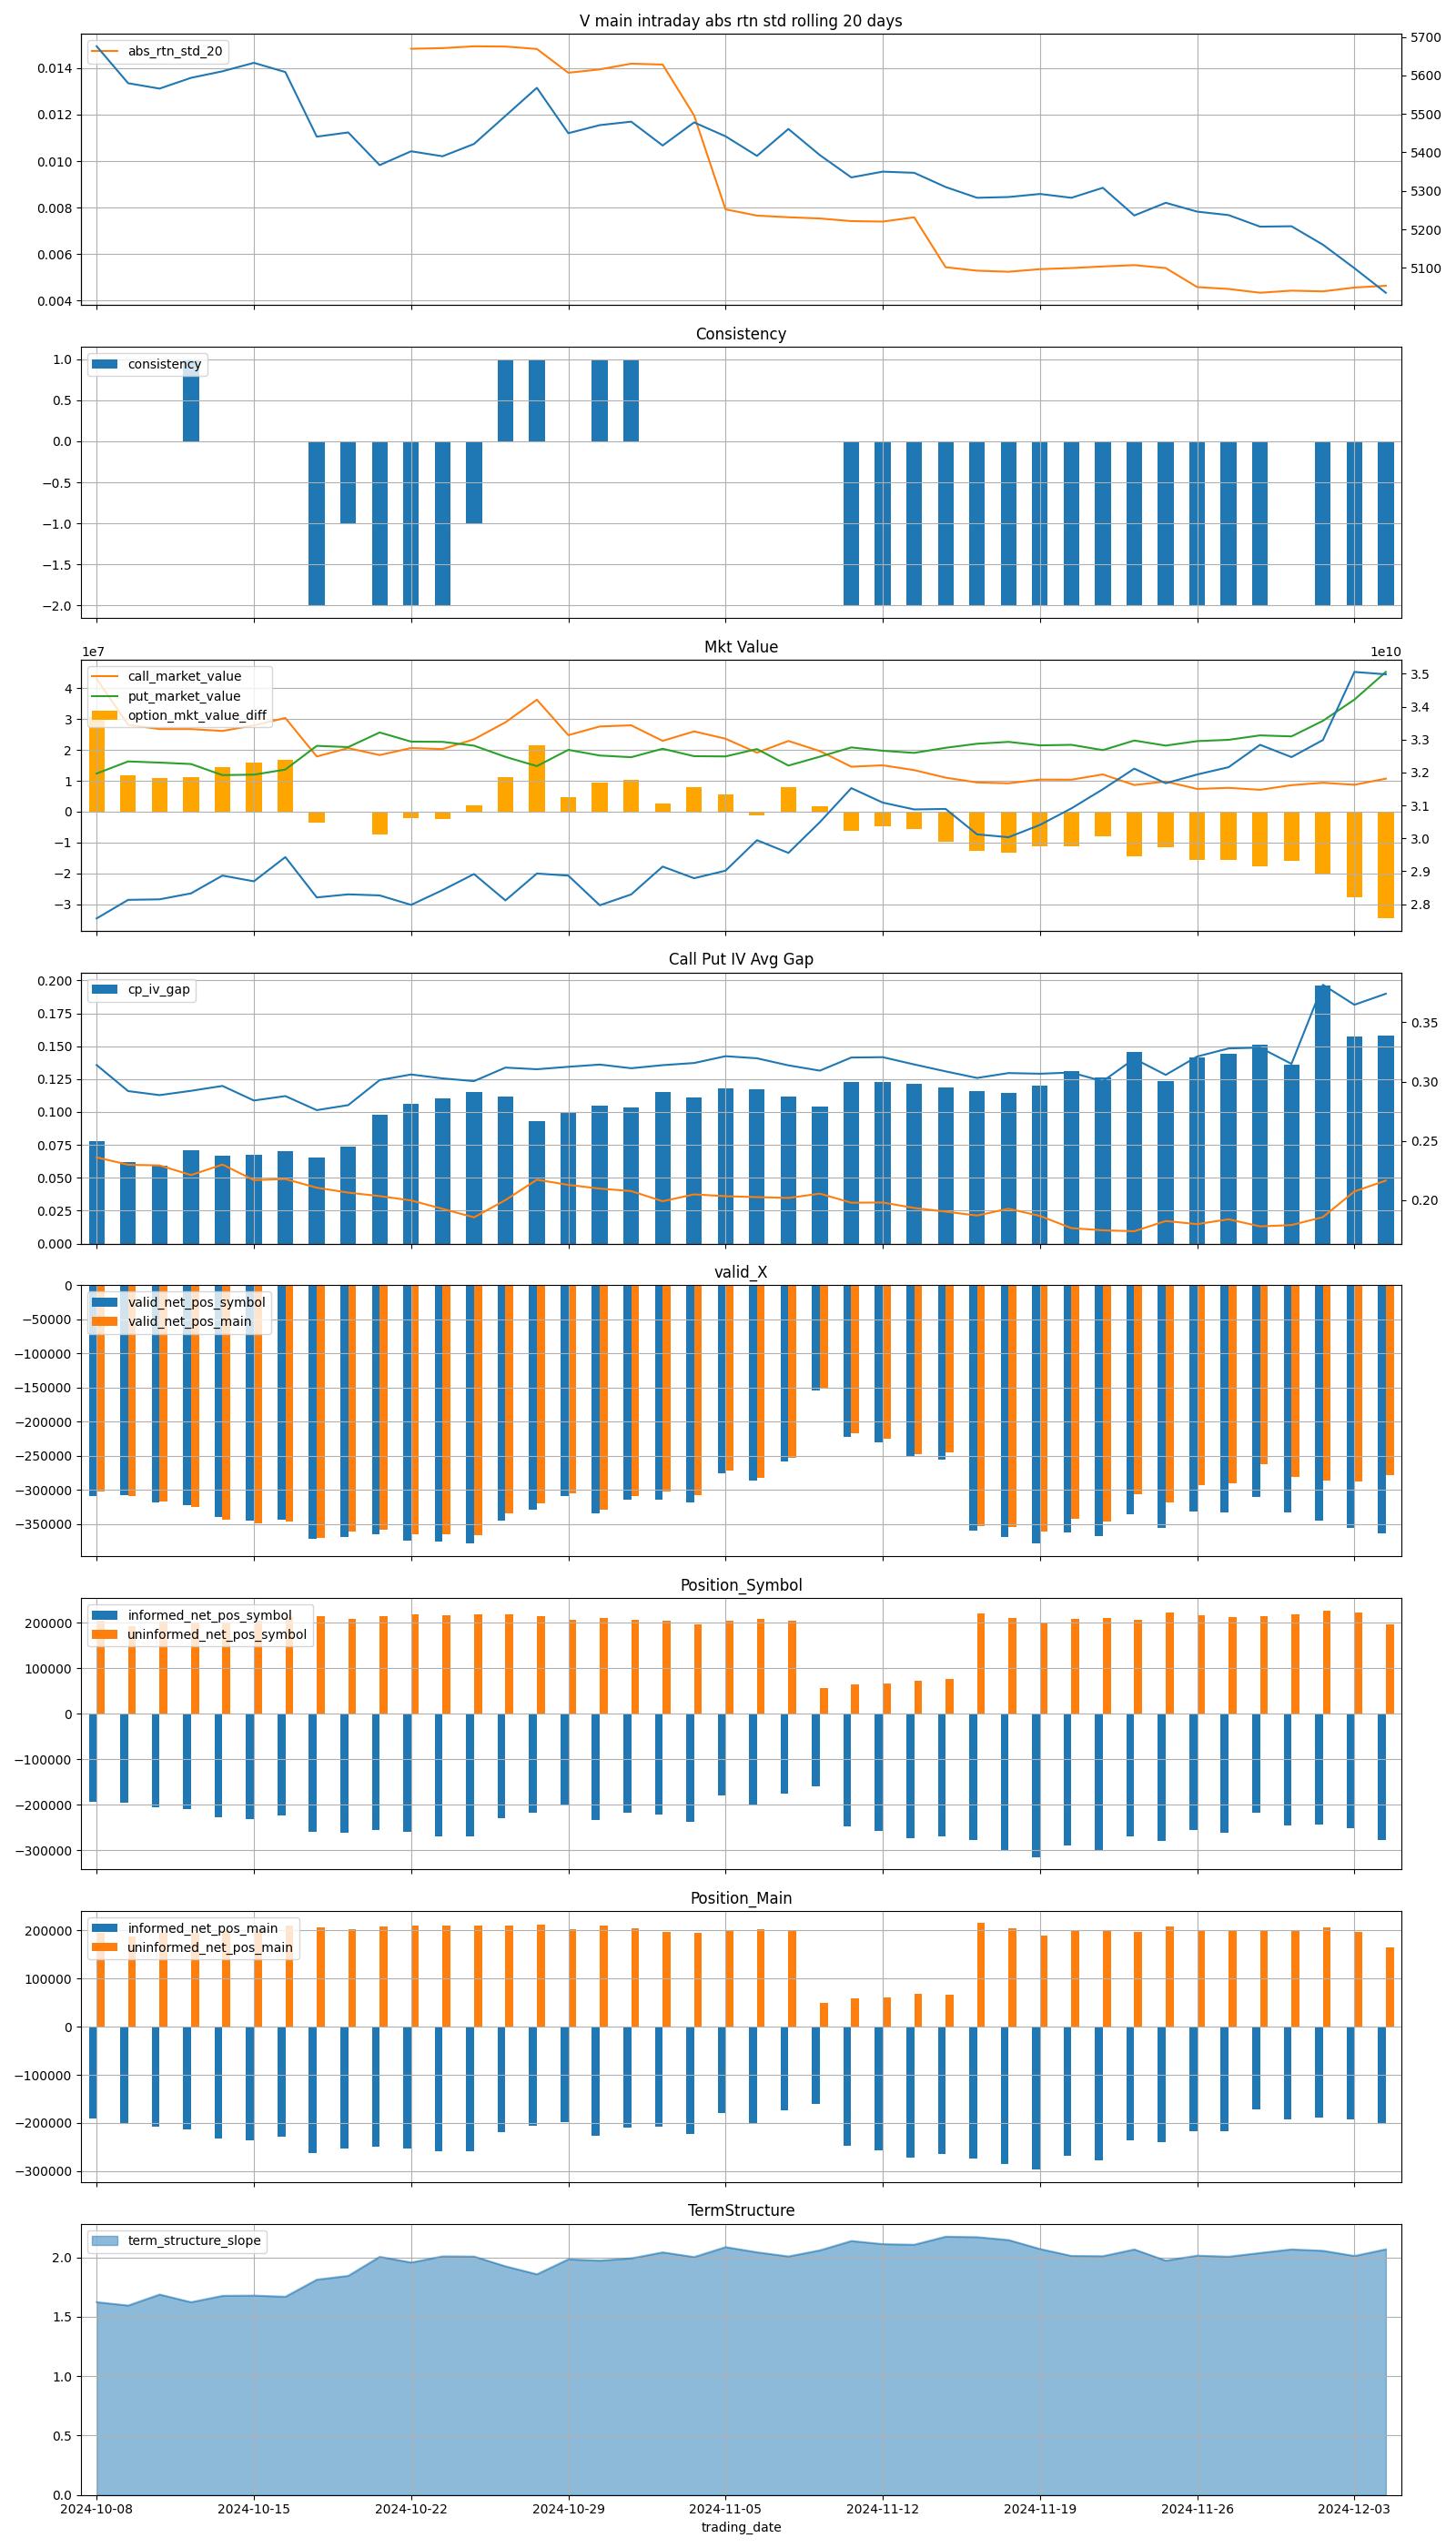 V main intraday abs rtn std rolling 20 days
abs_rtn_std_20
0.014
0.012
0.010
0.008
0.006
0.004
5700
5600
5500
5400
5300
5200
5100
Consistency
consistency
1.0
0.5
0.0
−0.5
−1.0
−1.5
−2.0
Mkt Value
1e7
1e10
call_market_value
put_market_value
option_mkt_value_diff
4
3
2
1
0
−1
−2
−3
3.5
3.4
3.3
3.2
3.1
3.0
2.9
2.8
Call Put IV Avg Gap
cp_iv_gap
0.200
0.175
0.150
0.125
0.100
0.075
0.050
0.025
0.000
0.35
0.30
0.25
0.20
valid_X
valid_net_pos_symbol
valid_net_pos_main
0
−50000
−100000
−150000
−200000
−250000
−300000
−350000
Position_Symbol
informed_net_pos_symbol
uninformed_net_pos_symbol
200000
100000
0
−100000
−200000
−300000
Position_Main
informed_net_pos_main
uninformed_net_pos_main
200000
100000
0
−100000
−200000
−300000
TermStructure
term_structure_slope
2.0
1.5
1.0
0.5
0.0
2024-10-08 2024-10-15 2024-10-22 2024-10-29 2024-11-05 2024-11-12 2024-11-19 2024-11-26 2024-12-03
trading_date